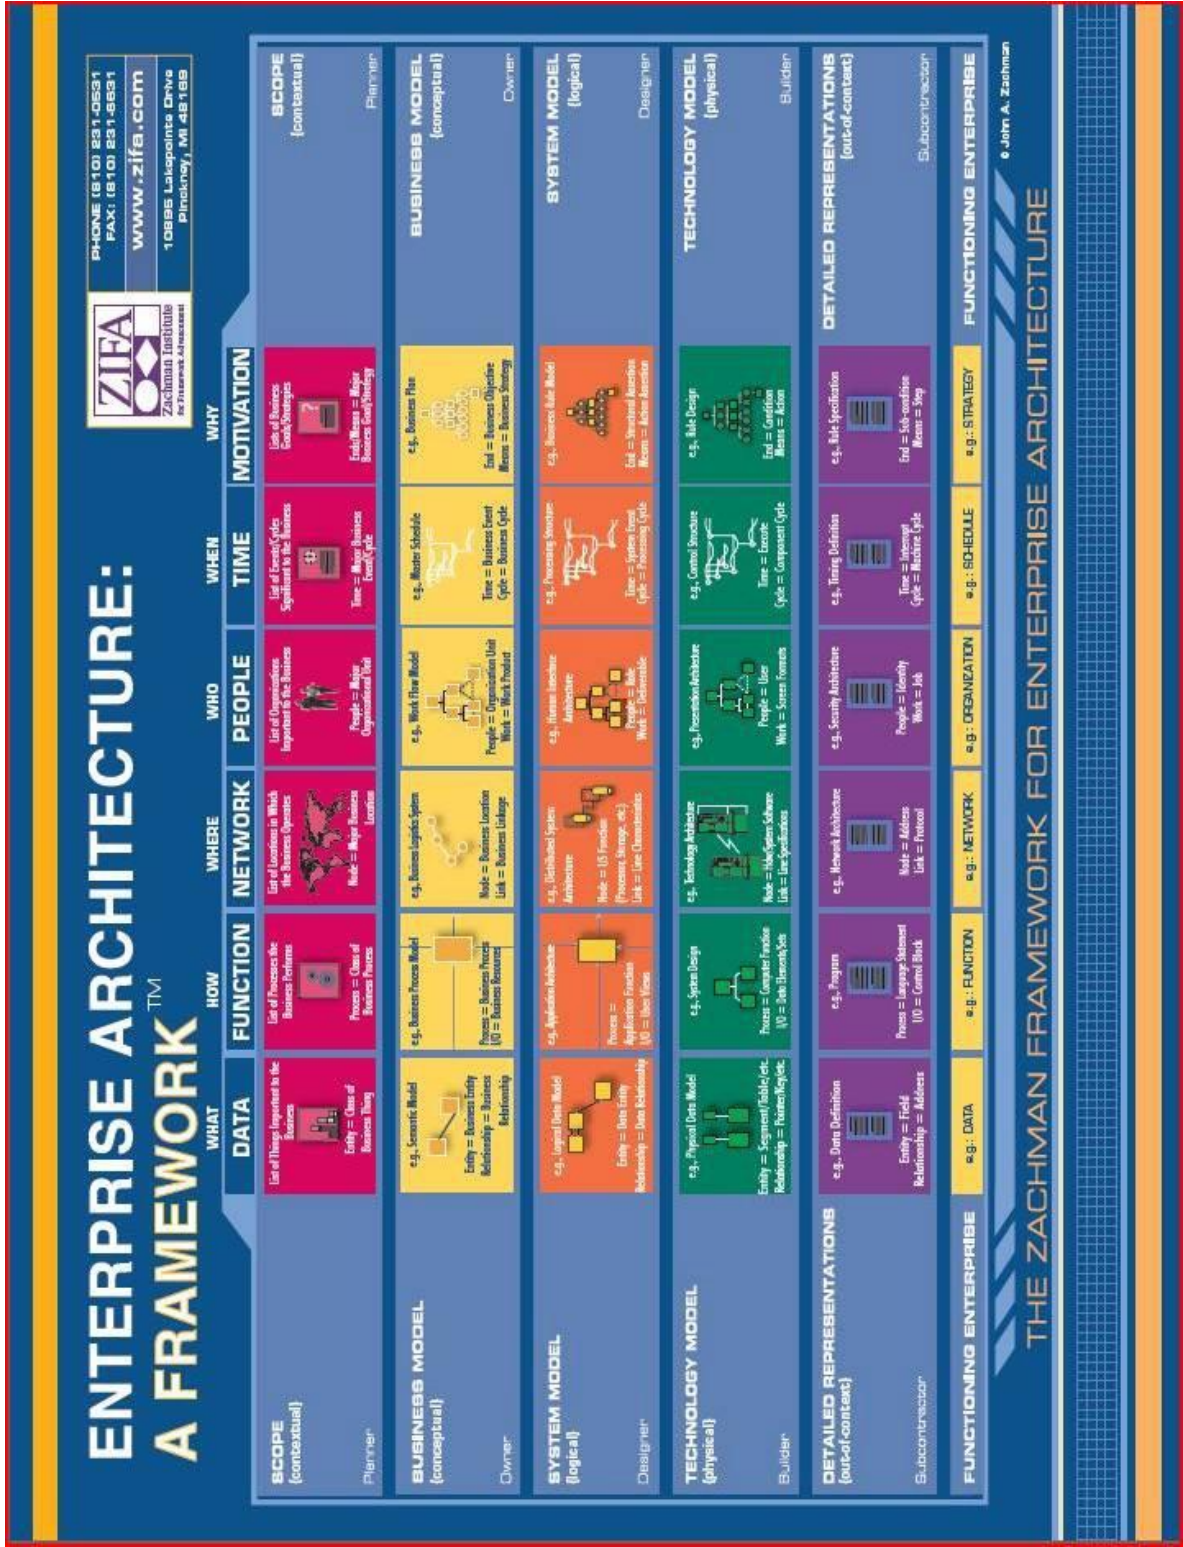 ENTERPRISE ARCHITECTURE:
A FRAMEWORK™
ZIFA
Zachman Institute
for Framework Advancement
PHONE (810) 231-0531
FAX: (810) 231-6631
www.zifa.com
10895 Lakepointe Drive
Pinckney, MI 48169
WHAT
HOW
WHERE
WHO
WHEN
WHY
DATA
FUNCTION
NETWORK
PEOPLE
TIME
MOTIVATION
SCOPE
(contextual)
Planner
List of Things Important to the
Business
Entity = Class of
Business Thing
List of Processes the
Business Performs
Process = Class of
Business Process
List of Locations in Which
the Business Operates
Node = Major Business
Location
List of Organizations
Important to the Business
People = Major
Organizational Unit
List of Events/Cycles
Significant to the Business
Time = Major Business
Event/Cycle
Lists of Business
Goals/Strategies
Ends/Means = Major
Business Goal/Strategy
SCOPE
(contextual)
Planner
BUSINESS MODEL
(conceptual)
Owner
e.g., Semantic Model
Entity = Business Entity
Relationship = Business
Relationship
e.g., Business Process Model
Process = Business Process
I/O = Business Resources
e.g., Business Logistics System
Node = Business Location
Link = Business Linkage
e.g., Work Flow Model
People = Organization Unit
Work = Work Product
e.g., Master Schedule
Time = Business Event
Cycle = Business Cycle
e.g., Business Plan
End = Business Objective
Means = Business Strategy
BUSINESS MODEL
(conceptual)
Owner
SYSTEM MODEL
(logical)
Designer
e.g., Logical Data Model
Entity = Data Entity
Relationship = Data Relationship
e.g., Application Architecture
Process =
Application Function
I/O = User Views
e.g., Distributed System
Architecture
Node = I/S Function
(Processor, Storage, etc.)
Link = Line Characteristics
e.g., Human Interface
Architecture
People = Role
Work = Deliverable
e.g., Processing Structure
Time = System Event
Cycle = Processing Cycle
e.g., Business Rule Model
End = Structural Assertion
Means = Action Assertion
SYSTEM MODEL
(logical)
Designer
TECHNOLOGY MODEL
(physical)
Builder
e.g., Physical Data Model
Entity = Segment/Table/etc.
Relationship = Pointer/Key/etc.
e.g., System Design
Process = Computer Function
I/O = Data Elements/Sets
e.g., Technology Architecture
Node = Hdw/System Software
Link = Line Specifications
e.g., Presentation Architecture
People = User
Work = Screen Formats
e.g., Control Structure
Time = Execute
Cycle = Component Cycle
e.g., Rule Design
End = Condition
Means = Action
TECHNOLOGY MODEL
(physical)
Builder
DETAILED REPRESENTATIONS
(out-of-context)
Subcontractor
e.g., Data Definition
Entity = Field
Relationship = Address
e.g., Program
Process = Language Statement
I/O = Control Block
e.g., Network Architecture
Node = Address
Link = Protocol
e.g., Security Architecture
People = Identity
Work = Job
e.g., Timing Definition
Time = Interrupt
Cycle = Machine Cycle
e.g., Rule Specification
End = Sub-condition
Means = Step
DETAILED REPRESENTATIONS
(out-of-context)
Subcontractor
FUNCTIONING ENTERPRISE
e.g.: DATA
e.g.: FUNCTION
e.g.: NETWORK
e.g.: ORGANIZATION
e.g.: SCHEDULE
e.g.: STRATEGY
FUNCTIONING ENTERPRISE
© John A. Zachman
THE ZACHMAN FRAMEWORK FOR ENTERPRISE ARCHITECTURE